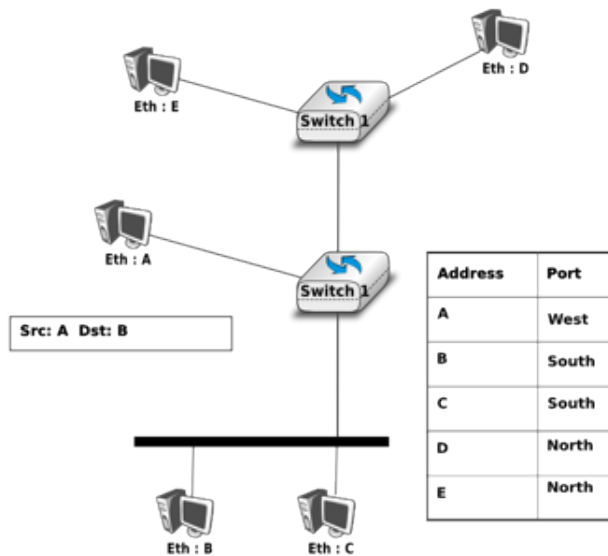 Eth : D
Eth : E
Switch 1
Eth : A
Switch 1
Src: A Dst: B
Address Port
A West
B South
C South
D North
E North
Eth : B Eth : C